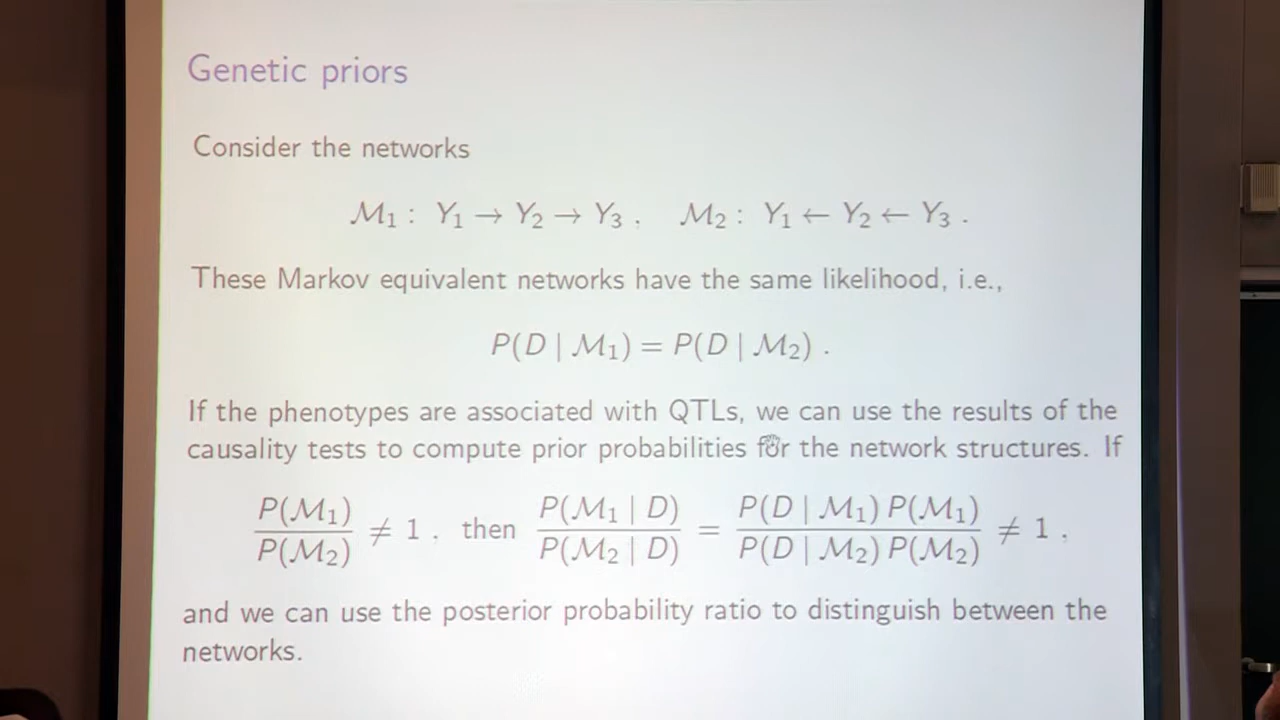 Genetic priors
Consider the networks
ℳ₁ : Y₁ → Y₂ → Y₃ , ℳ₂ : Y₁ ← Y₂ ← Y₃ .
These Markov equivalent networks have the same likelihood, i.e.,
P(D | ℳ₁) = P(D | ℳ₂) .
If the phenotypes are associated with QTLs, we can use the results of the
causality tests to compute prior probabilities for the network structures. If
P(ℳ₁) / P(ℳ₂) ≠ 1 , then P(ℳ₁ | D) / P(ℳ₂ | D) = P(D | ℳ₁) P(ℳ₁) / P(D | ℳ₂) P(ℳ₂) ≠ 1 ,
and we can use the posterior probability ratio to distinguish between the
networks.